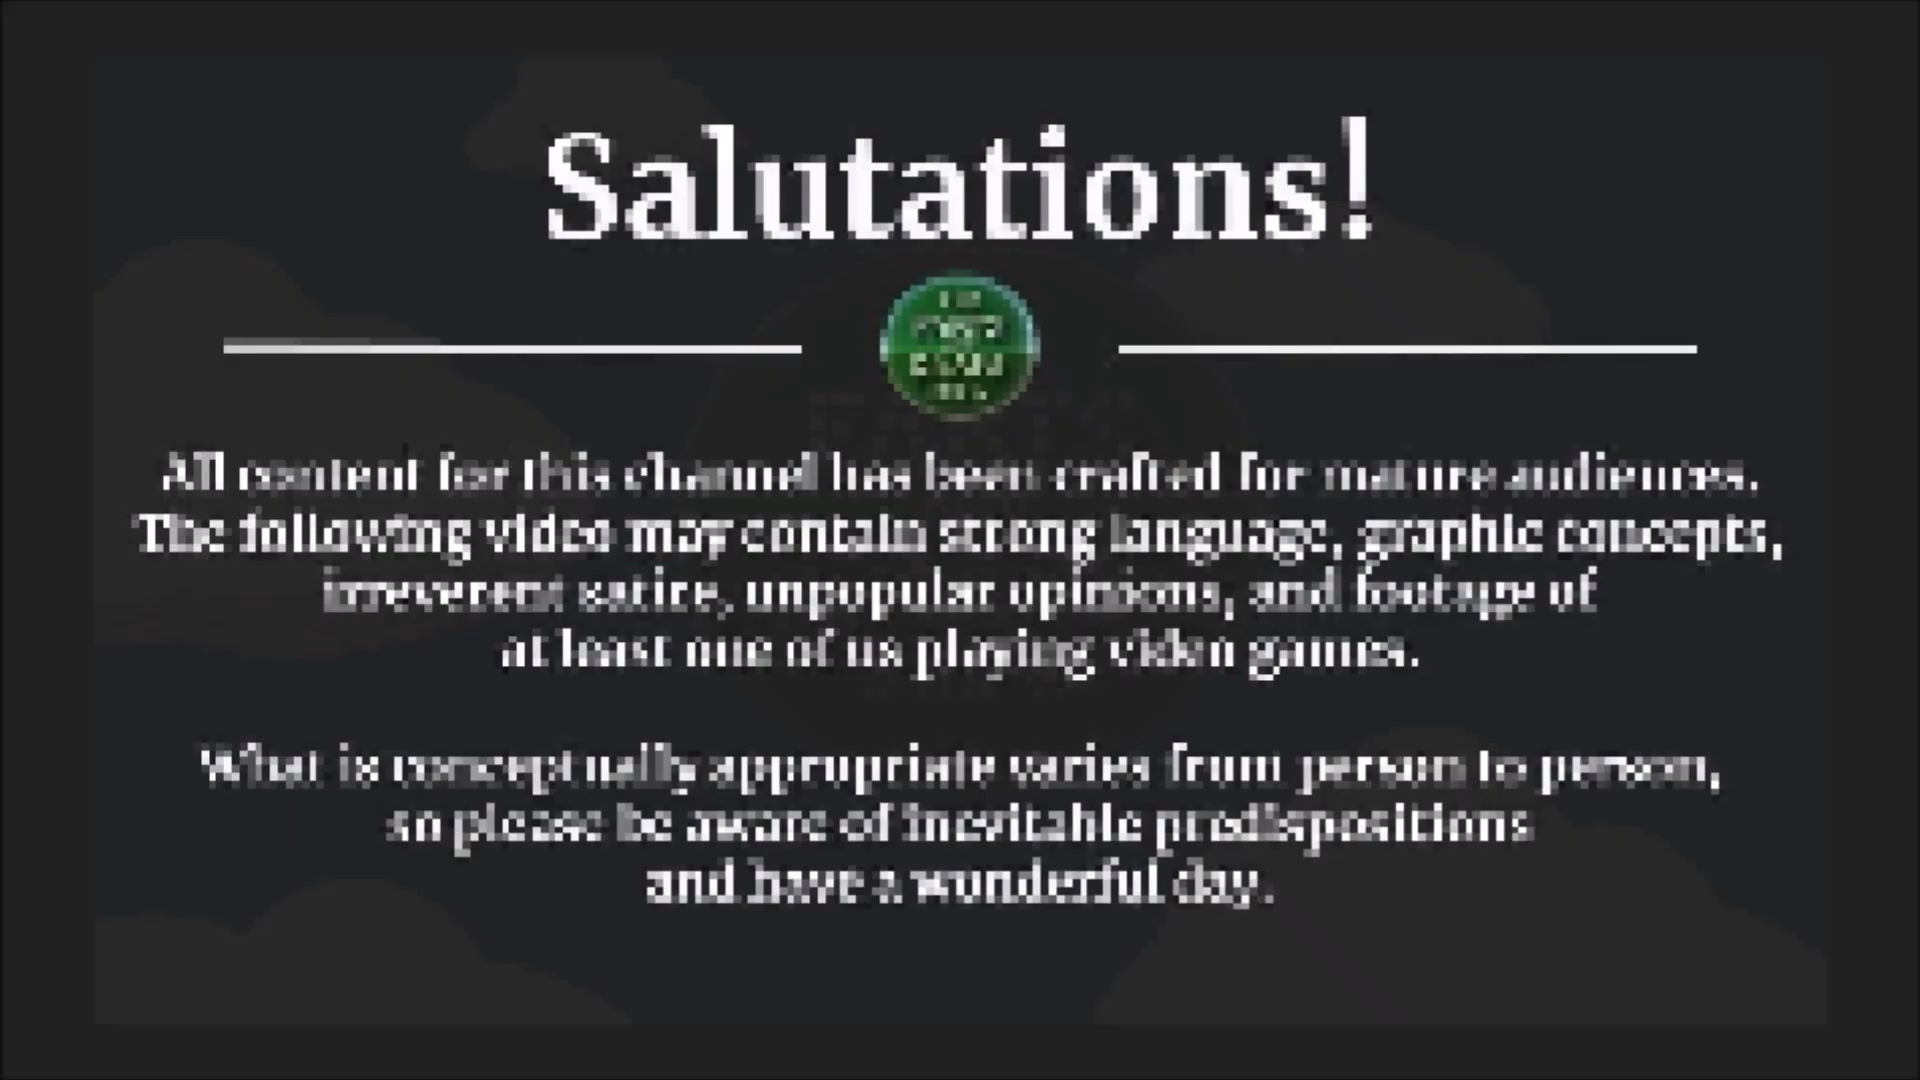 Salutations!
All content for this channel has been crafted for mature audiences.
The following video may contain strong language, graphic concepts,
irreverent satire, unpopular opinions, and footage of
at least one of us playing video games.
What is conceptually appropriate varies from person to person,
so please be aware of inevitable predispositions
and have a wonderful day.